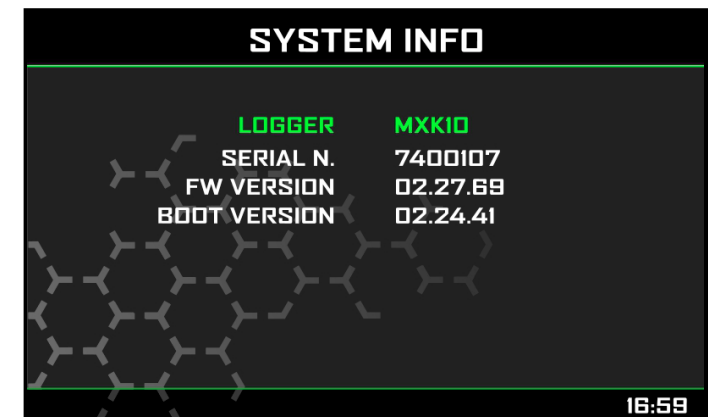 SYSTEM INFO
LOGGER MXK10
SERIAL N. 7400107
FW VERSION 02.27.69
BOOT VERSION 02.24.41
16:59